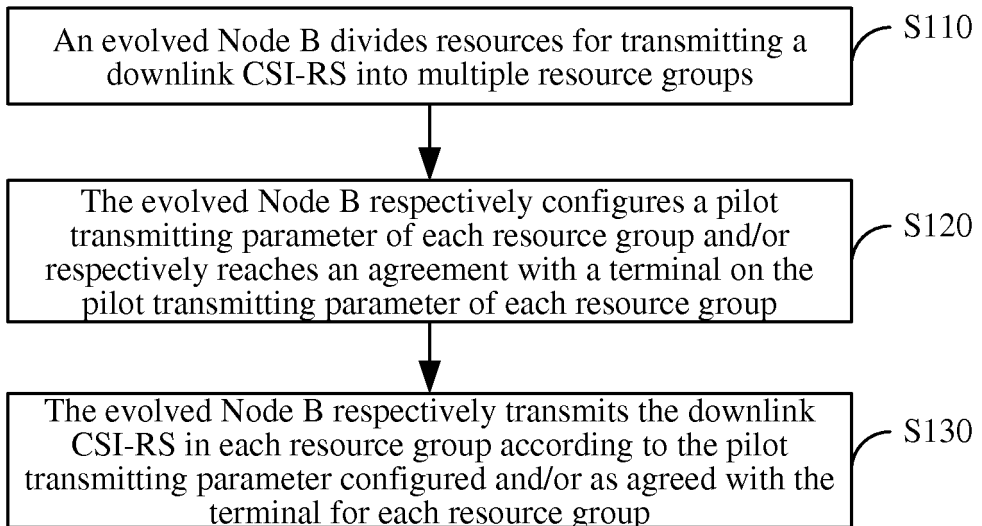 An evolved Node B divides resources for transmitting a
downlink CSI-RS into multiple resource groups
S110
The evolved Node B respectively configures a pilot
transmitting parameter of each resource group and/or
respectively reaches an agreement with a terminal on the
pilot transmitting parameter of each resource group
S120
The evolved Node B respectively transmits the downlink
CSI-RS in each resource group according to the pilot
transmitting parameter configured and/or as agreed with the
terminal for each resource group
S130